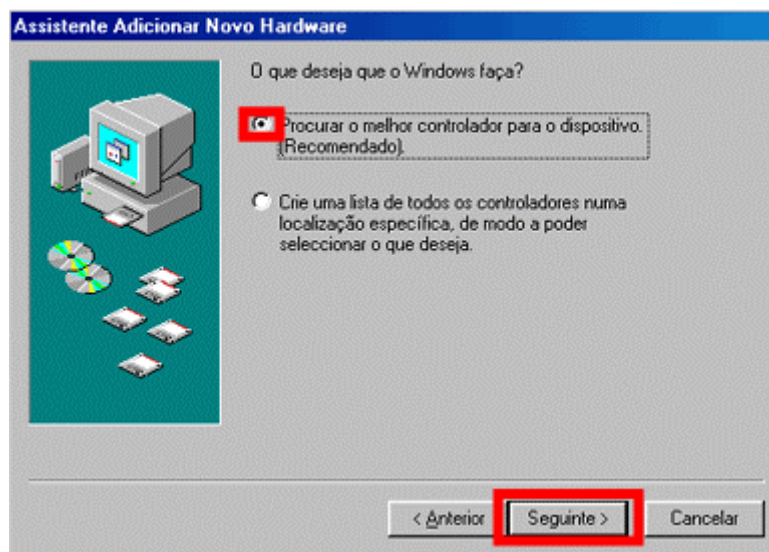 Assistente Adicionar Novo Hardware
O que deseja que o Windows faça?
Procurar o melhor controlador para o dispositivo.
(Recomendado).
Crie uma lista de todos os controladores numa
localização específica, de modo a poder
seleccionar o que deseja.
< Anterior Seguinte > Cancelar